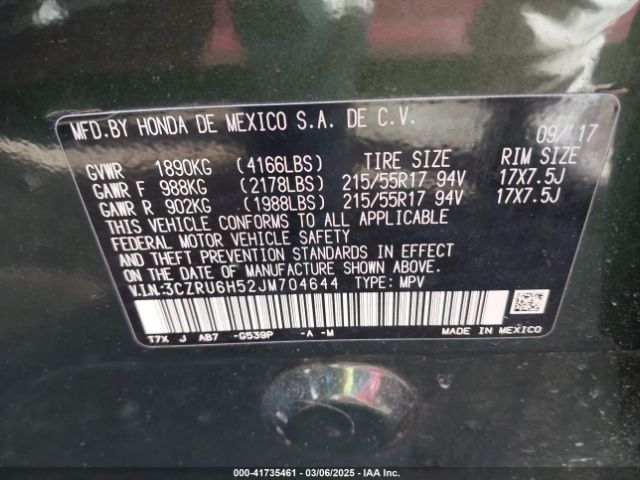 MFD.BY HONDA DE MEXICO S.A. DE C.V. 09/17
GVWR 1890KG (4166LBS) TIRE SIZE RIM SIZE
GAWR F 988KG (2178LBS) 215/55R17 94V 17X7.5J
GAWR R 902KG (1988LBS) 215/55R17 94V 17X7.5J
THIS VEHICLE CONFORMS TO ALL APPLICABLE
FEDERAL MOTOR VEHICLE SAFETY
AND THEFT PREVENTION STANDARDS IN EFFECT
ON THE DATE OF MANUFACTURE SHOWN ABOVE.
V.I.N:3CZRU6H52JM704644 TYPE: MPV
T7X J AB7 -G539P -A -M MADE IN MEXICO
000-41735461 - 03/06/2025 - IAA Inc.